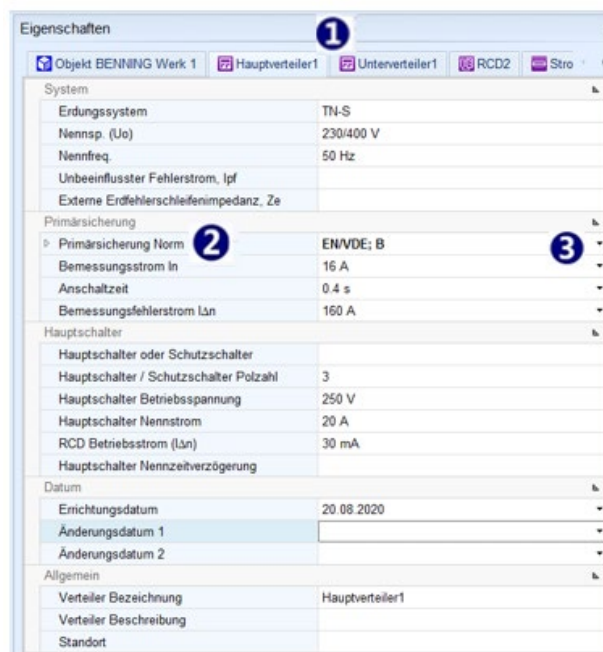 Eigenschaften
1
Objekt BENNING Werk 1 Hauptverteiler1 Unterverteiler1 RCD2 Stro
System
Erdungssystem TN-S
Nennsp. (Uo) 230/400 V
Nennfreq. 50 Hz
Unbeeinflusster Fehlerstrom, Ipf
Externe Erdfehlerschleifenimpedanz, Ze
Primärsicherung
Primärsicherung Norm 2 EN/VDE; B 3
Bemessungsstrom In 16 A
Anschaltzeit 0.4 s
Bemessungsfehlerstrom IΔn 160 A
Hauptschalter
Hauptschalter oder Schutzschalter
Hauptschalter / Schutzschalter Polzahl 3
Hauptschalter Betriebsspannung 250 V
Hauptschalter Nennstrom 20 A
RCD Betriebsstrom (IΔn) 30 mA
Hauptschalter Nennzeitverzögerung
Datum
Errichtungsdatum 20.08.2020
Änderungsdatum 1
Änderungsdatum 2
Allgemein
Verteiler Bezeichnung Hauptverteiler1
Verteiler Beschreibung
Standort